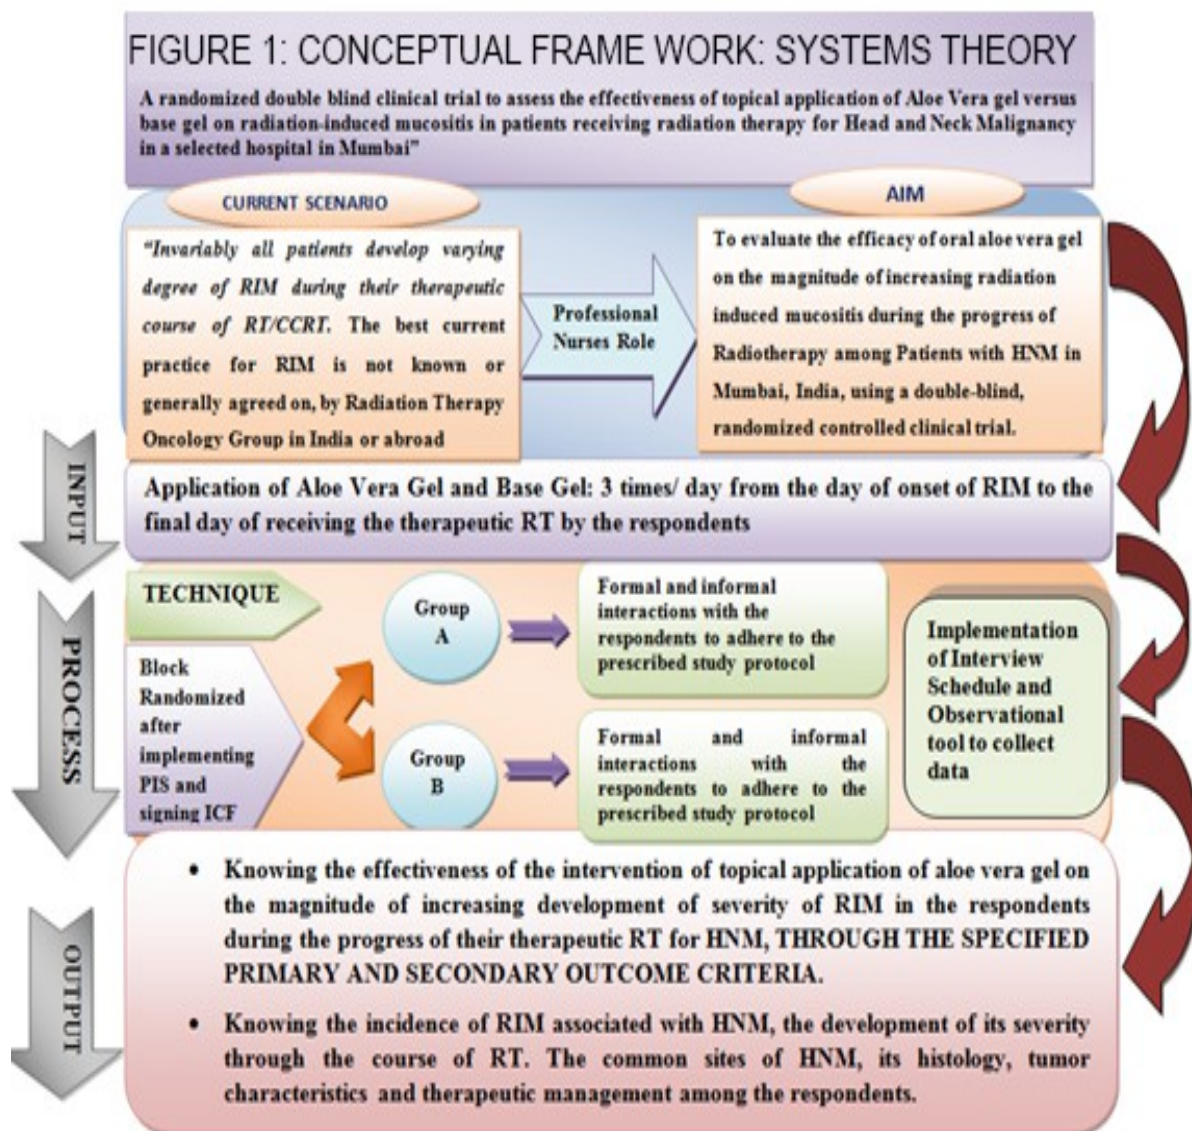 FIGURE 1: CONCEPTUAL FRAME WORK: SYSTEMS THEORY
A randomized double blind clinical trial to assess the effectiveness of topical application of Aloe Vera gel versus
base gel on radiation-induced mucositis in patients receiving radiation therapy for Head and Neck Malignancy
in a selected hospital in Mumbai”
CURRENT SCENARIO
“Invariably all patients develop varying
degree of RIM during their therapeutic
course of RT/CCRT. The best current
practice for RIM is not known or
generally agreed on, by Radiation Therapy
Oncology Group in India or abroad
Professional
Nurses Role
AIM
To evaluate the efficacy of oral aloe vera gel
on the magnitude of increasing radiation
induced mucositis during the progress of
Radiotherapy among Patients with HNM in
Mumbai, India, using a double-blind,
randomized controlled clinical trial.
INPUT
Application of Aloe Vera Gel and Base Gel: 3 times/ day from the day of onset of RIM to the
final day of receiving the therapeutic RT by the respondents
PROCESS
TECHNIQUE
Block
Randomized
after
implementing
PIS and
signing ICF
Group
A
Formal and informal
interactions with the
respondents to adhere to the
prescribed study protocol
Group
B
Formal and informal
interactions with the
respondents to adhere to the
prescribed study protocol
Implementation
of Interview
Schedule and
Observational
tool to collect
data
OUTPUT
• Knowing the effectiveness of the intervention of topical application of aloe vera gel on
the magnitude of increasing development of severity of RIM in the respondents
during the progress of their therapeutic RT for HNM, THROUGH THE SPECIFIED
PRIMARY AND SECONDARY OUTCOME CRITERIA.
• Knowing the incidence of RIM associated with HNM, the development of its severity
through the course of RT. The common sites of HNM, its histology, tumor
characteristics and therapeutic management among the respondents.